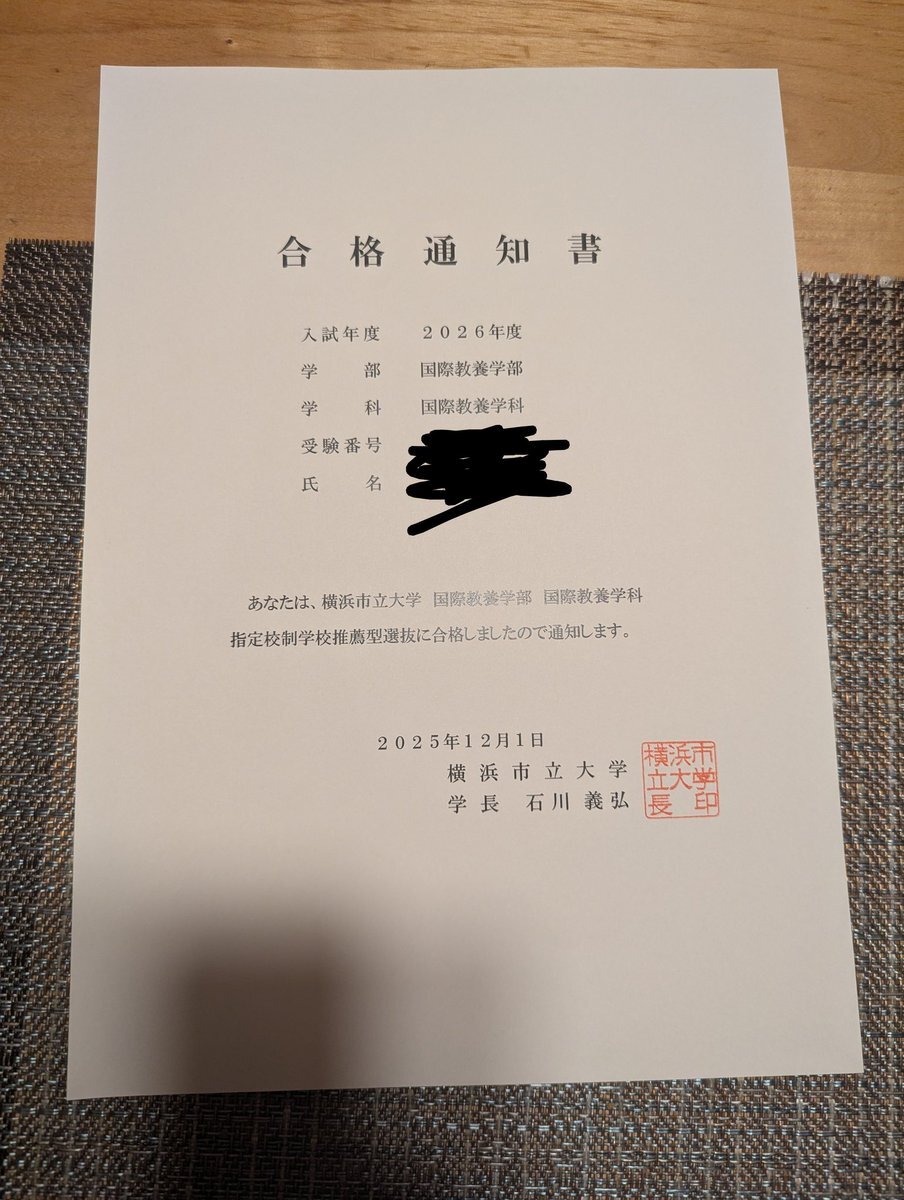 合格通知書
入試年度 2026年度
学部 国際教養学部
学科 国際教養学科
受験番号
氏名
あなたは、横浜市立大学 国際教養学部 国際教養学科
指定校制学校推薦型選抜に合格しましたので通知します。
2025年12月1日
横浜市立大学
学長 石川義弘
横浜市
立大学
長印